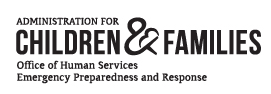 ADMINISTRATION FOR
CHILDREN & FAMILIES
Office of Human Services
Emergency Preparedness and Response